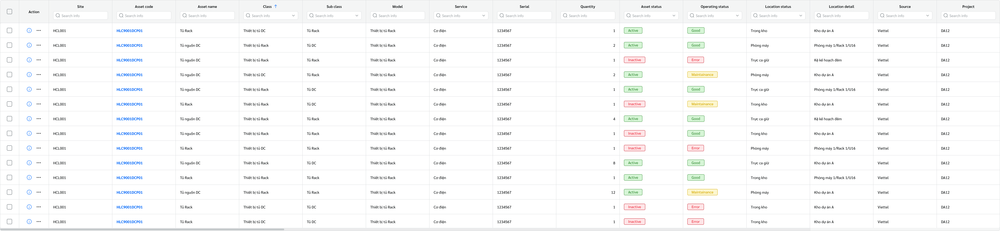 Action Site Asset code Asset name Class Sub class Model Service Serial Quantity Asset status Operating status Location status Location detail Source Project
Search info Search info Search info Search info Search info Search info Search info Search info Search info Search info Search info Search info Search info Search info Search info
HCL001 HLC9001DCP01 Tủ Rack Thiết bị tủ DC Tủ Rack Thiết bị tủ Rack Cơ điện 1234567 1 Active Good Trong kho Kho dự án A Viettel DA12
HCL001 HLC9001DCP01 Tủ nguồn DC Thiết bị tủ Rack Tủ DC Thiết bị tủ Rack Cơ điện 1234567 2 Active Good Phòng máy Phòng máy 1/Rack 1/U16 Viettel DA12
HCL001 HLC9001DCP01 Tủ nguồn DC Thiết bị tủ Rack Tủ Rack Thiết bị tủ Rack Cơ điện 1234567 1 Inactive Error Trực ca giữ Kệ kế hoạch đêm Viettel DA12
HCL001 HLC9001DCP01 Tủ nguồn DC Thiết bị tủ DC Tủ Rack Thiết bị tủ Rack Cơ điện 1234567 2 Active Maintainance Phòng máy Kho dự án A Viettel DA12
HCL001 HLC9001DCP01 Tủ nguồn DC Thiết bị tủ Rack Tủ DC Thiết bị tủ Rack Cơ điện 1234567 1 Active Good Trực ca giữ Phòng máy 1/Rack 1/U16 Viettel DA12
HCL001 HLC9001DCP01 Tủ Rack Thiết bị tủ Rack Tủ DC Thiết bị tủ Rack Cơ điện 1234567 1 Inactive Maintainance Trong kho Kho dự án A Viettel DA12
HCL001 HLC9001DCP01 Tủ nguồn DC Thiết bị tủ Rack Tủ Rack Thiết bị tủ Rack Cơ điện 1234567 4 Active Good Trực ca giữ Kệ kế hoạch đêm Viettel DA12
HCL001 HLC9001DCP01 Tủ nguồn DC Thiết bị tủ Rack Tủ Rack Thiết bị tủ Rack Cơ điện 1234567 1 Inactive Good Trong kho Kho dự án A Viettel DA12
HCL001 HLC9001DCP01 Tủ Rack Thiết bị tủ DC Tủ Rack Thiết bị tủ Rack Cơ điện 1234567 1 Inactive Error Phòng máy Phòng máy 1/Rack 1/U16 Viettel DA12
HCL001 HLC9001DCP01 Tủ nguồn DC Thiết bị tủ Rack Tủ DC Thiết bị tủ Rack Cơ điện 1234567 8 Active Good Trực ca giữ Kho dự án A Viettel DA12
HCL001 HLC9001DCP01 Tủ Rack Thiết bị tủ Rack Tủ Rack Thiết bị tủ Rack Cơ điện 1234567 1 Active Good Trong kho Phòng máy 1/Rack 1/U16 Viettel DA12
HCL001 HLC9001DCP01 Tủ nguồn DC Thiết bị tủ Rack Tủ Rack Thiết bị tủ Rack Cơ điện 1234567 12 Active Maintainance Phòng máy Kho dự án A Viettel DA12
HCL001 HLC9001DCP01 Tủ Rack Thiết bị tủ DC Tủ DC Thiết bị tủ Rack Cơ điện 1234567 1 Inactive Error Trong kho Kho dự án A Viettel DA12
HCL001 HLC9001DCP01 Tủ Rack Thiết bị tủ DC Tủ DC Thiết bị tủ Rack Cơ điện 1234567 1 Inactive Error Trong kho Kho dự án A Viettel DA12